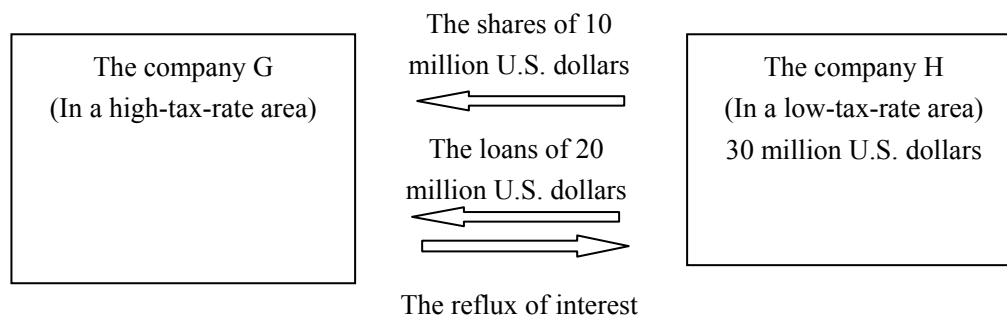 The company G
(In a high-tax-rate area)
The shares of 10
million U.S. dollars
The loans of 20
million U.S. dollars
The reflux of interest
The company H
(In a low-tax-rate area)
30 million U.S. dollars